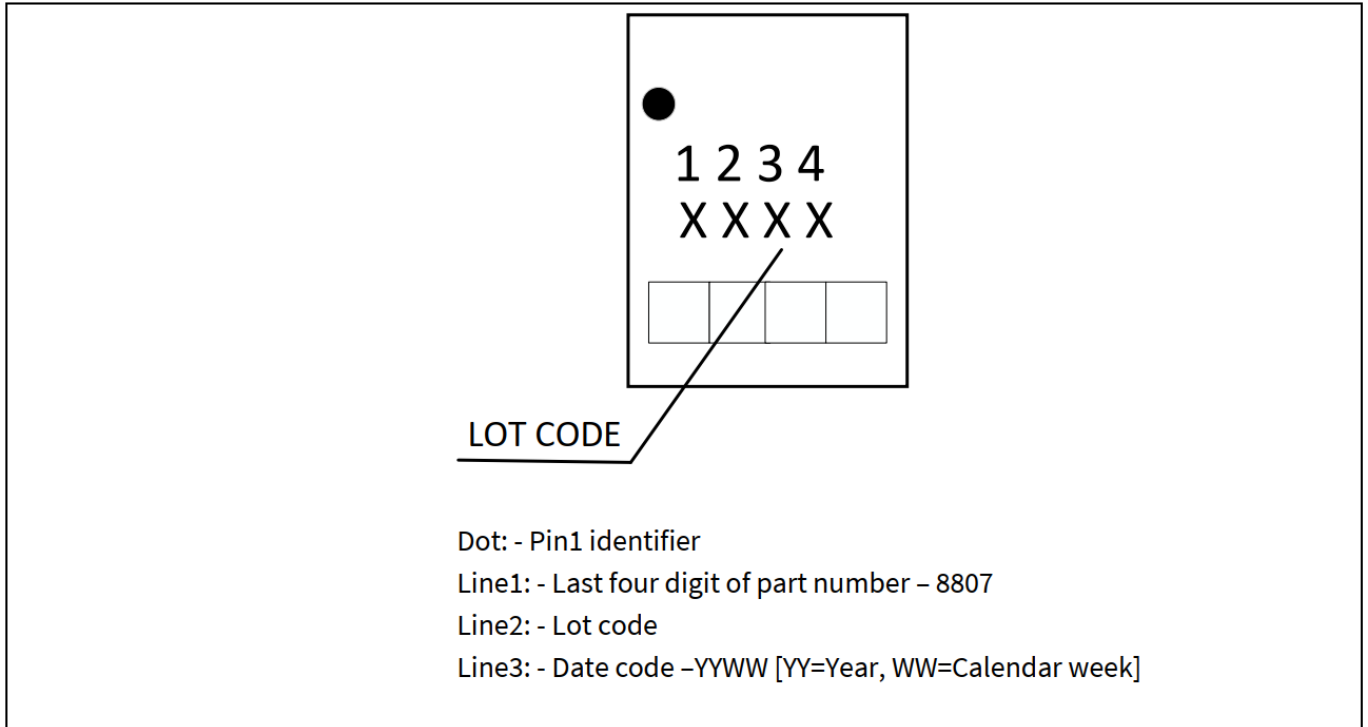 1 2 3 4
X X X X
LOT CODE
Dot: - Pin1 identifier
Line1: - Last four digit of part number – 8807
Line2: - Lot code
Line3: - Date code –YYWW [YY=Year, WW=Calendar week]